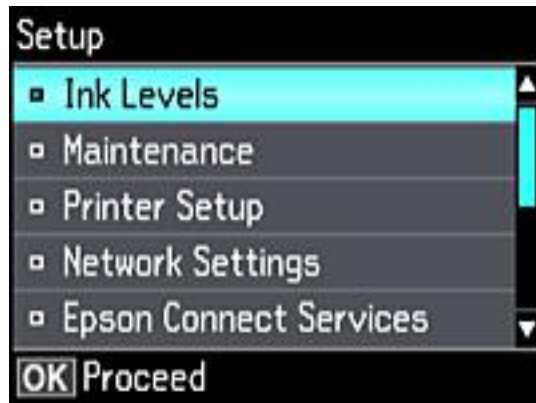 Setup
Ink Levels
Maintenance
Printer Setup
Network Settings
Epson Connect Services
OK Proceed